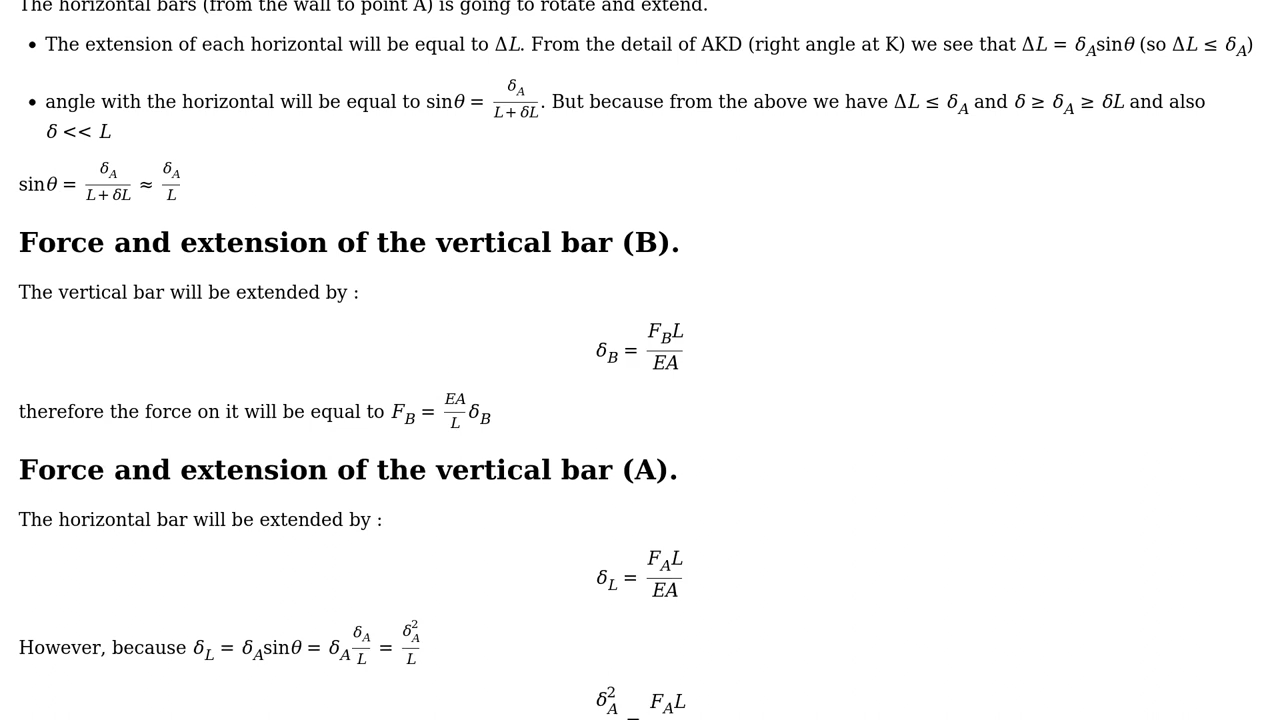 The horizontal bars (from the wall to point A) is going to rotate and extend.
• The extension of each horizontal will be equal to ΔL. From the detail of AKD (right angle at K) we see that ΔL = δ_A sinθ (so ΔL ≤ δ_A)
• angle with the horizontal will be equal to sinθ = δ_A/(L + δL). But because from the above we have ΔL ≤ δ_A and δ ≥ δ_A ≥ δL and also
δ << L
sinθ = δ_A/(L + δL) ≈ δ_A/L
Force and extension of the vertical bar (B).
The vertical bar will be extended by :
δ_B = F_B L/EA
therefore the force on it will be equal to F_B = EA/L δ_B
Force and extension of the vertical bar (A).
The horizontal bar will be extended by :
δ_L = F_A L/EA
However, because δ_L = δ_A sinθ = δ_A δ_A/L = δ_A^2/L
δ_A^2 = F_A L